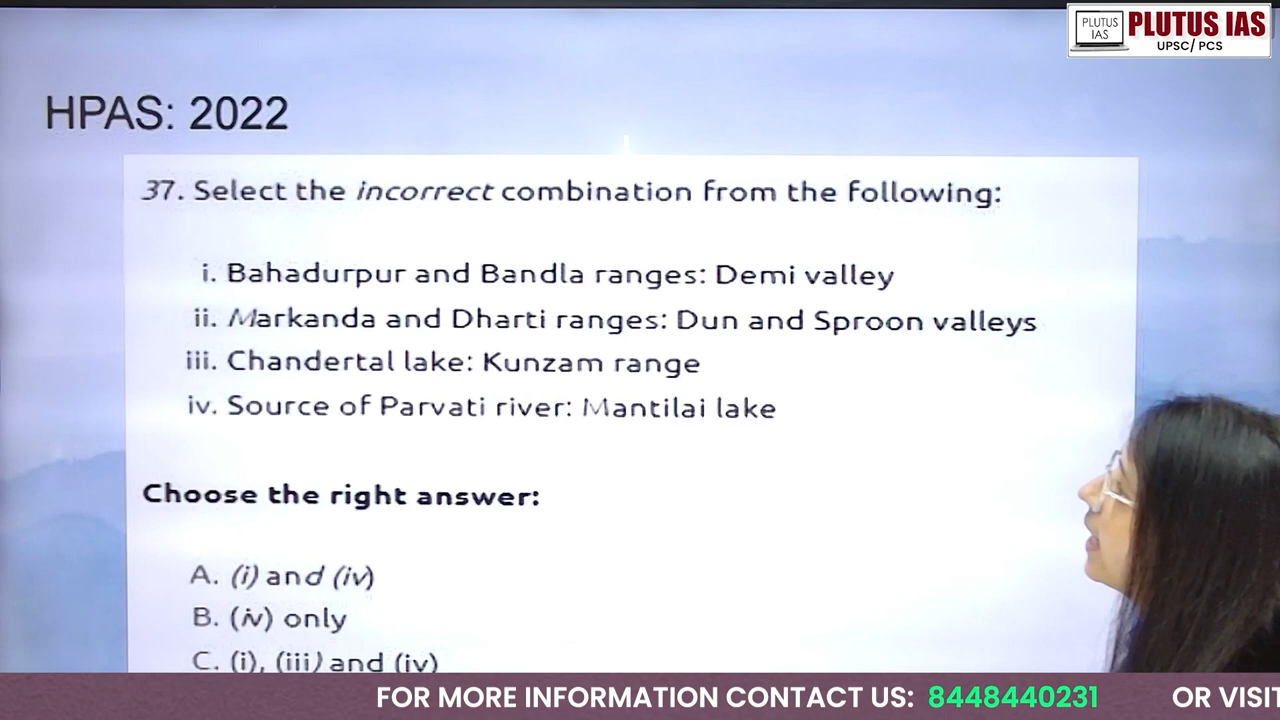 PLUTUS IAS
PLUTUS IAS
UPSC/ PCS
HPAS: 2022
37. Select the incorrect combination from the following:
i. Bahadurpur and Bandla ranges: Demi valley
ii. Markanda and Dharti ranges: Dun and Sproon valleys
iii. Chandertal lake: Kunzam range
iv. Source of Parvati river: Mantilai lake
Choose the right answer:
A. (i) and (iv)
B. (iv) only
C. (i), (iii) and (iv)
FOR MORE INFORMATION CONTACT US: 8448440231 OR VISIT